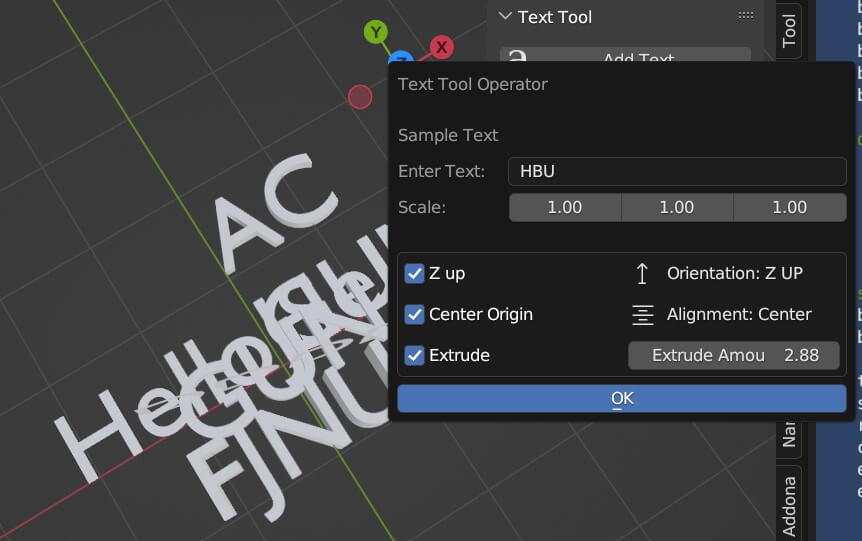 Text Tool
Tool
Y
X
Z
a Add Text
Text Tool Operator
Sample Text
Enter Text: HBU
Scale: 1.00 1.00 1.00
Z up Orientation: Z UP
Center Origin Alignment: Center
Extrude Extrude Amou 2.88
OK
AC
Hello
FJNU
Addona